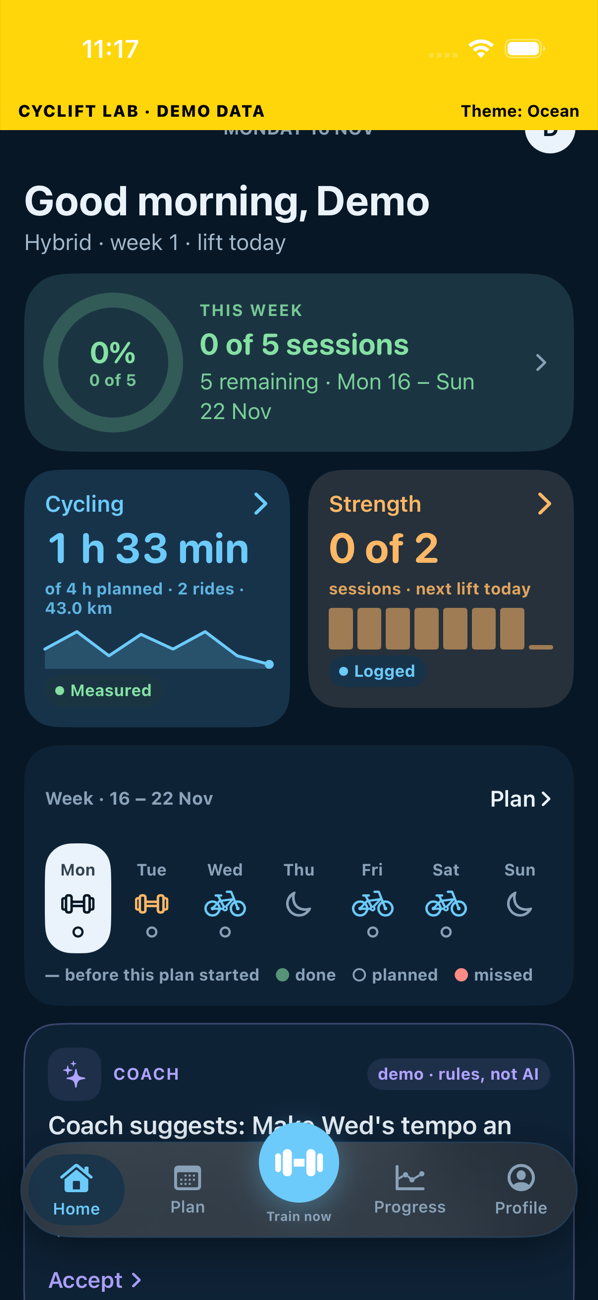 11:17
CYCLIFT LAB · DEMO DATA
Theme: Ocean
MONDAY 16 NOV
D
Good morning, Demo
Hybrid · week 1 · lift today
THIS WEEK
0%
0 of 5
0 of 5 sessions
5 remaining · Mon 16 – Sun
22 Nov
Cycling
1 h 33 min
of 4 h planned · 2 rides ·
43.0 km
Measured
Strength
0 of 2
sessions · next lift today
Logged
Week · 16 – 22 Nov
Plan
Mon Tue Wed Thu Fri Sat Sun
— before this plan started done planned missed
COACH
demo · rules, not AI
Coach suggests: Make Wed's tempo an
Home
Plan
Train now
Progress
Profile
Accept